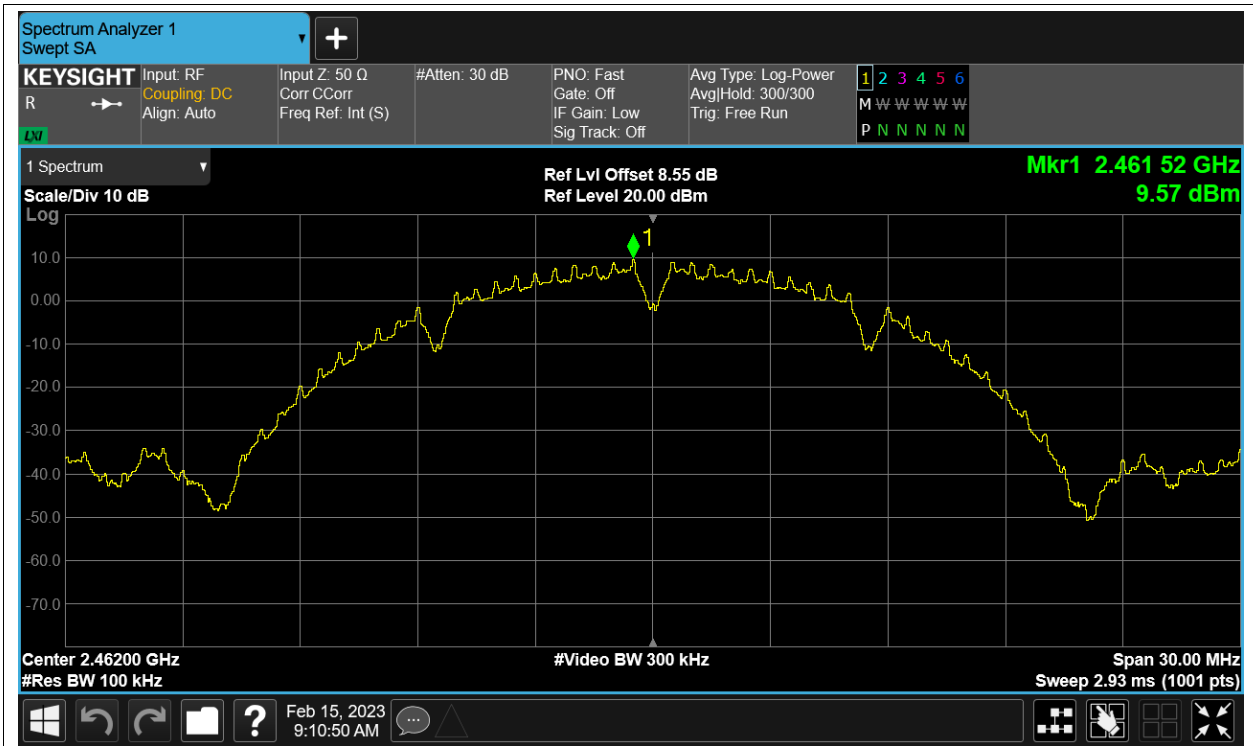 Spectrum Analyzer 1
Swept SA
KEYSIGHT
R
LXI
Input: RF
Coupling: DC
Align: Auto
Input Z: 50 Ω
Corr CCorr
Freq Ref: Int (S)
#Atten: 30 dB
PNO: Fast
Gate: Off
IF Gain: Low
Sig Track: Off
Avg Type: Log-Power
Avg|Hold: 300/300
Trig: Free Run
1 2 3 4 5 6
M W W W W W
P N N N N N
1 Spectrum
Scale/Div 10 dB
Ref Lvl Offset 8.55 dB
Ref Level 20.00 dBm
Mkr1 2.461 52 GHz
9.57 dBm
Log
1
10.0
0.00
-10.0
-20.0
-30.0
-40.0
-50.0
-60.0
-70.0
Center 2.46200 GHz
#Res BW 100 kHz
#Video BW 300 kHz
Span 30.00 MHz
Sweep 2.93 ms (1001 pts)
?
Feb 15, 2023
9:10:50 AM